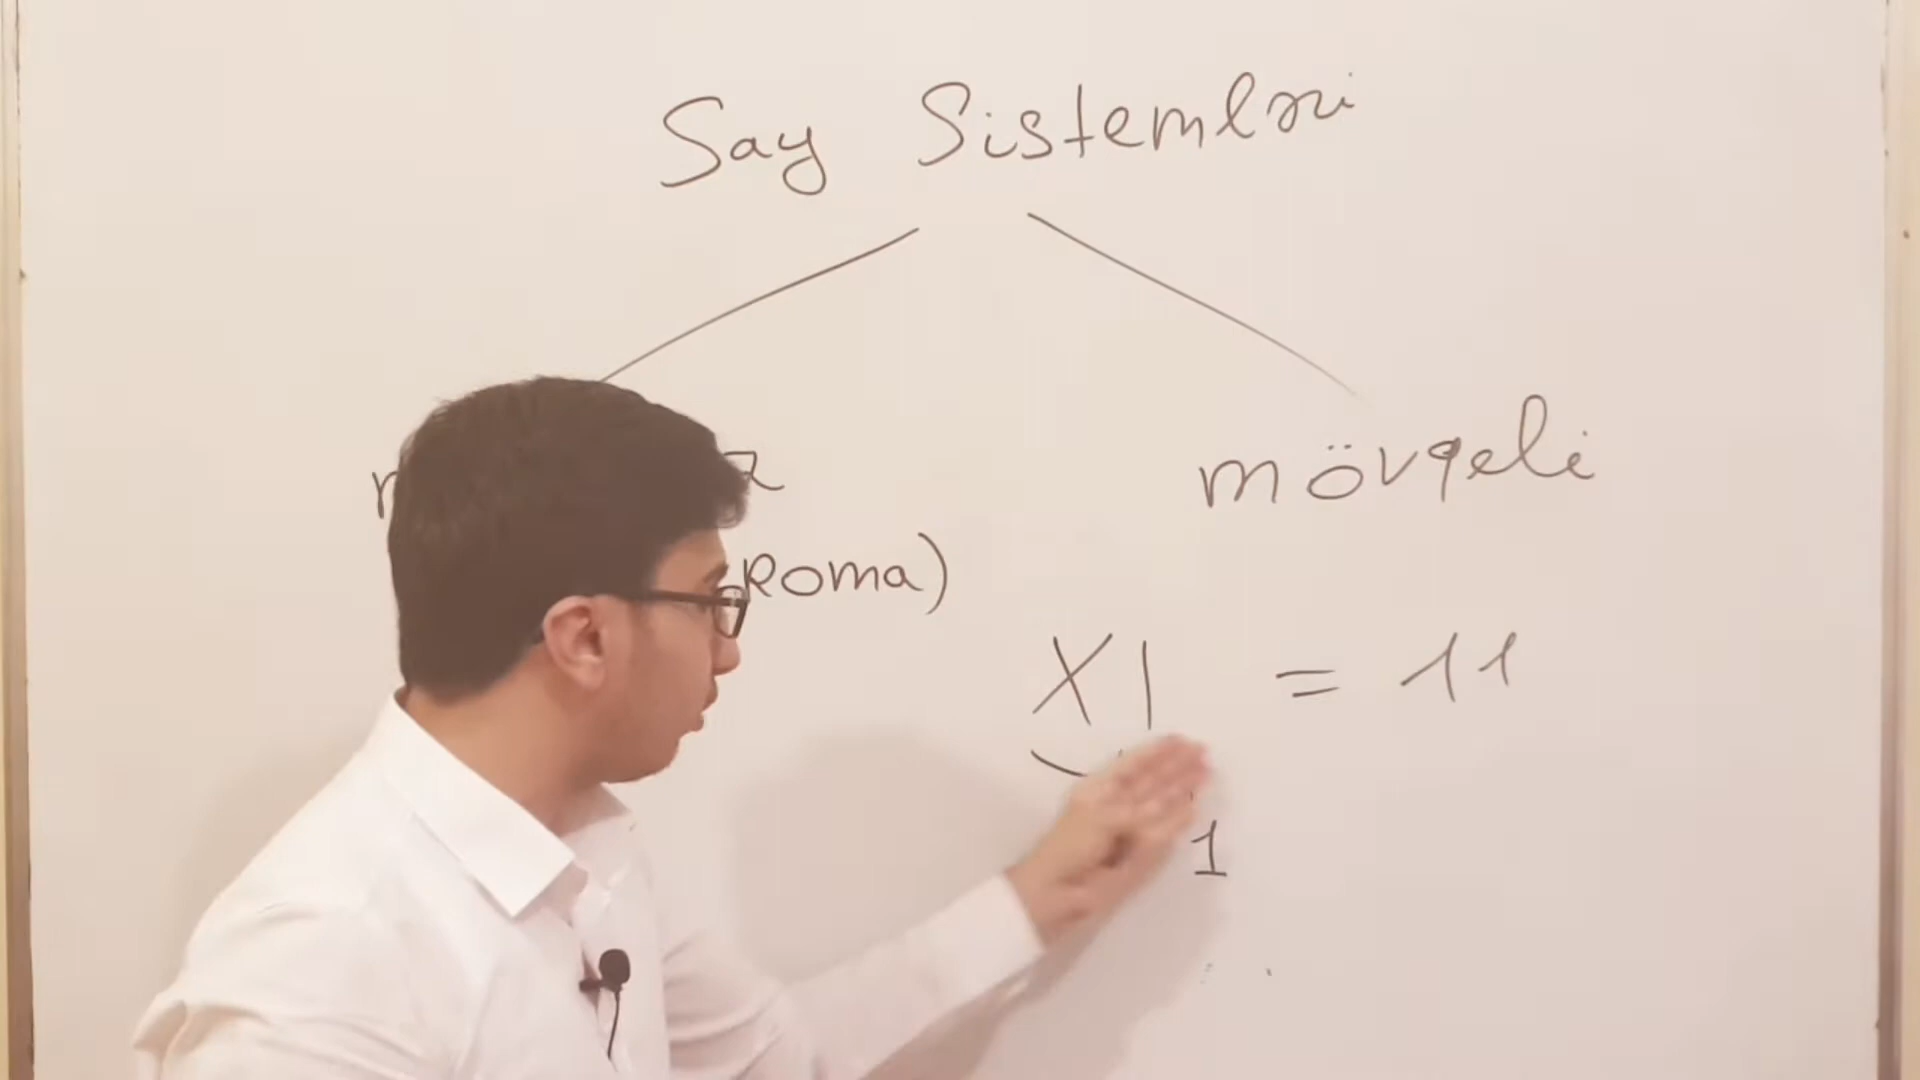 Say Sistemləri
mövqeli
Roma)
XI = 11
1